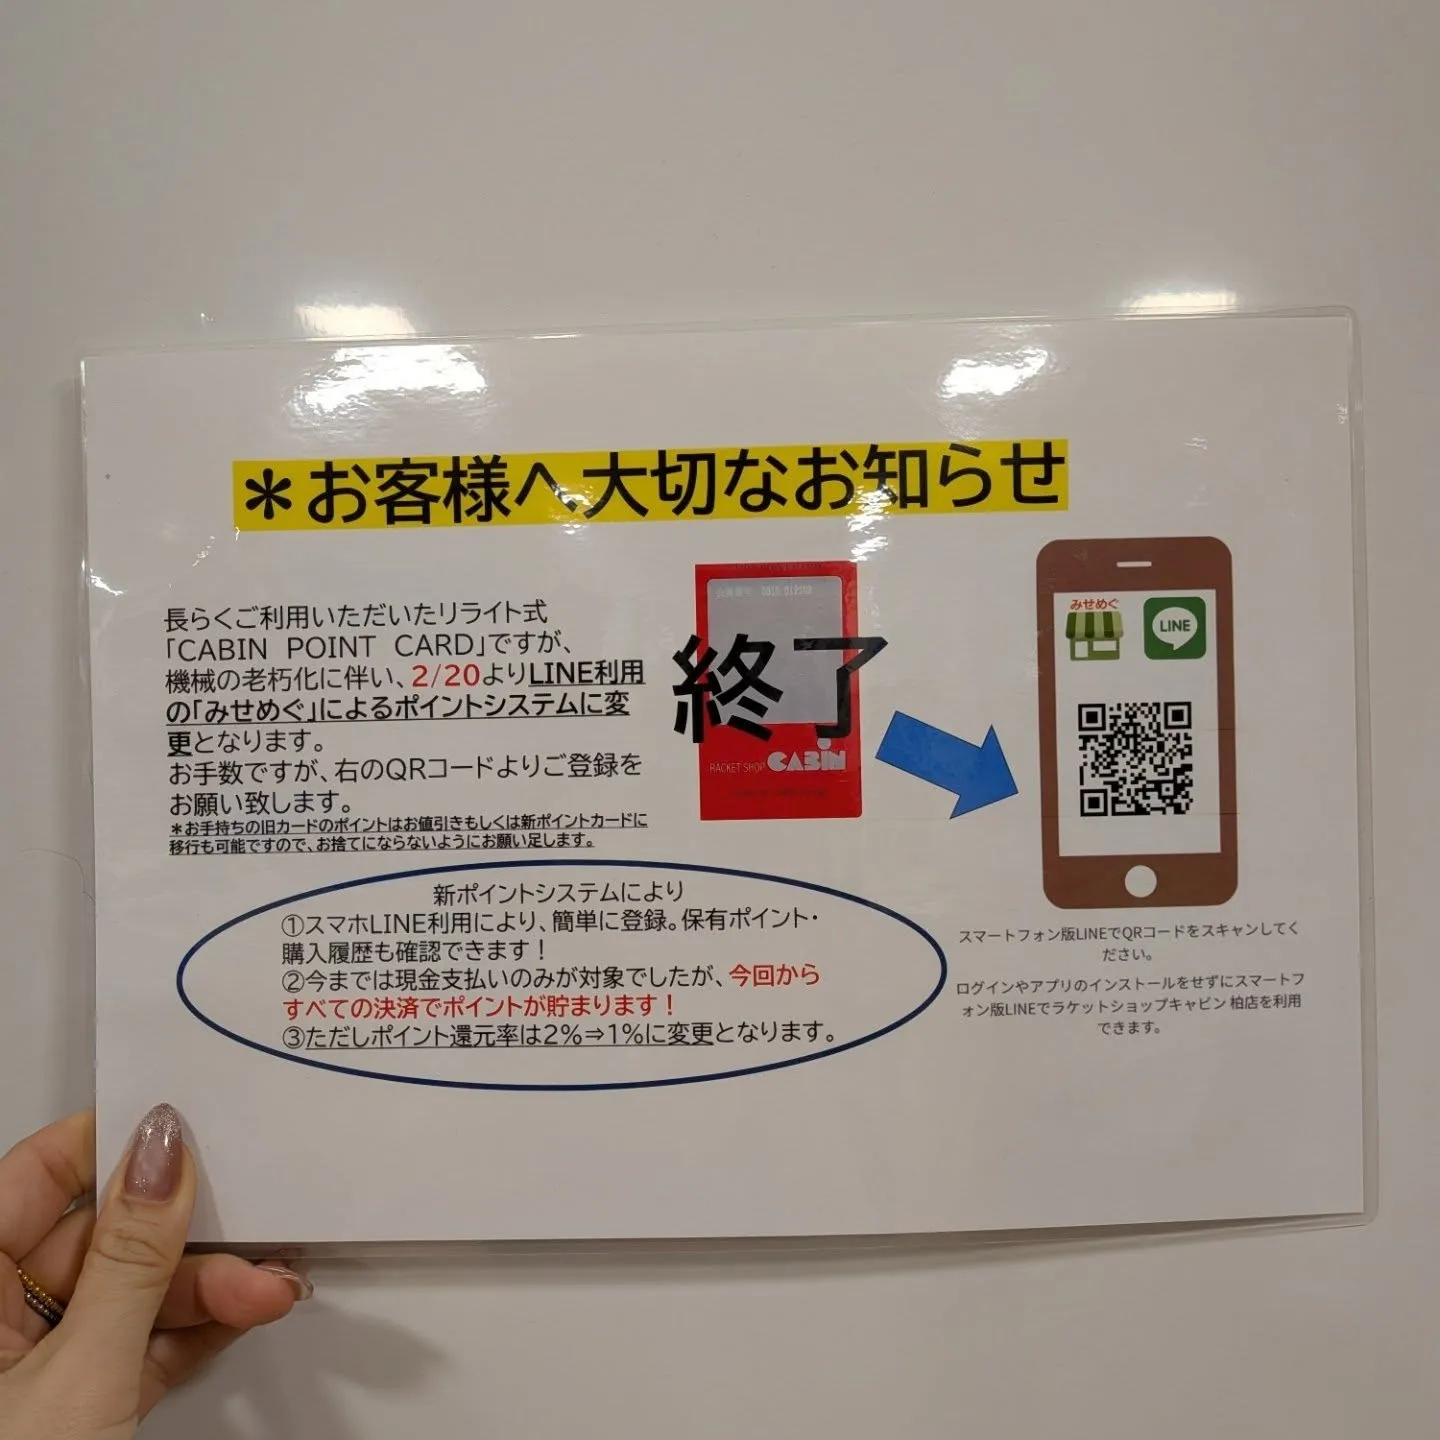 ＊お客様へ大切なお知らせ
長らくご利用いただいたリライト式
「CABIN POINT CARD」ですが、
機械の老朽化に伴い、2/20よりLINE利用
の「みせめぐ」によるポイントシステムに変
更となります。
お手数ですが、右のQRコードよりご登録を
お願い致します。
＊お手持ちの旧カードのポイントはお値引きもしくは新ポイントカードに
移行も可能ですので、お捨てにならないようにお願い足します。
終了
RACKET SHOP CABIN
みせめぐ
LINE
スマートフォン版LINEでQRコードをスキャンしてく
ださい。
ログインやアプリのインストールをせずにスマートフ
ォン版LINEでラケットショップキャビン 柏店を利用
できます。
新ポイントシステムにより
①スマホLINE利用により、簡単に登録。保有ポイント・
購入履歴も確認できます！
②今までは現金支払いのみが対象でしたが、今回から
すべての決済でポイントが貯まります！
③ただしポイント還元率は2%⇒1%に変更となります。